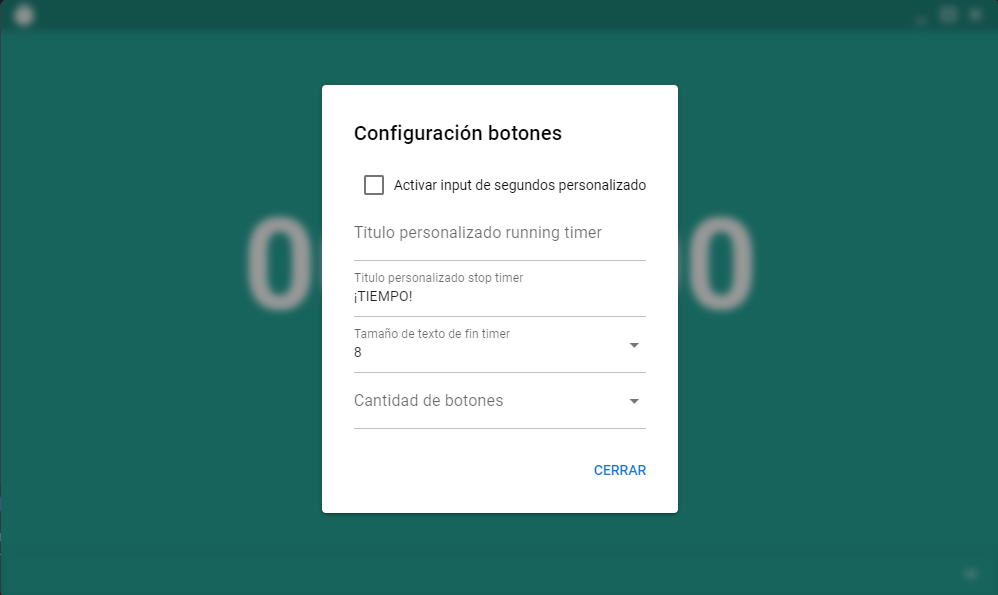 Configuración botones
Activar input de segundos personalizado
Titulo personalizado running timer
Titulo personalizado stop timer
¡TIEMPO!
Tamaño de texto de fin timer
8
Cantidad de botones
CERRAR